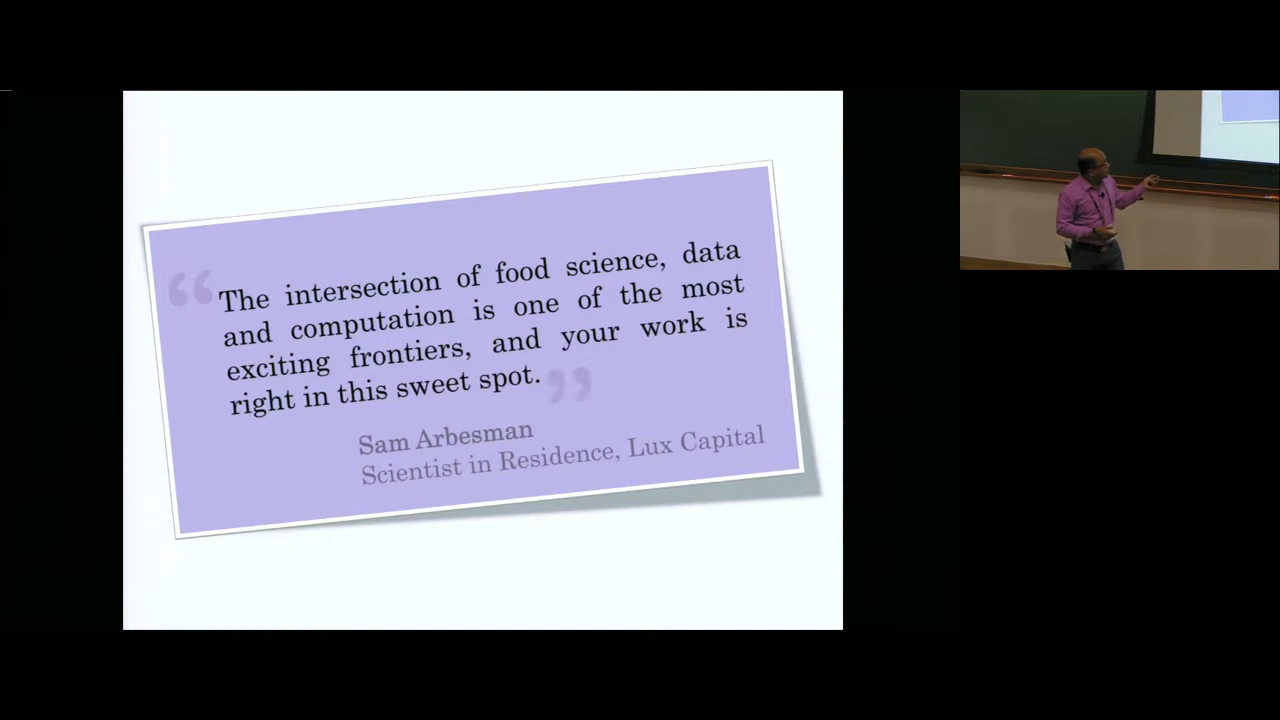 “The intersection of food science, data
and computation is one of the most
exciting frontiers, and your work is
right in this sweet spot.”
Sam Arbesman
Scientist in Residence, Lux Capital